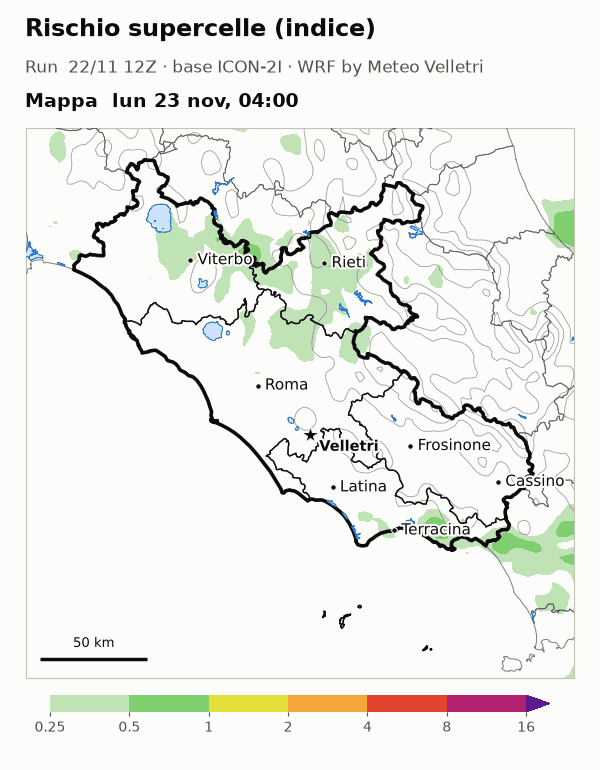 Rischio supercelle (indice)
Run  22/11 12Z · base ICON-2I · WRF by Meteo Velletri
Mappa  lun 23 nov, 04:00
Viterbo
Rieti
Roma
Velletri
Frosinone
Cassino
Latina
Terracina
50 km
0.25 0.5 1 2 4 8 16